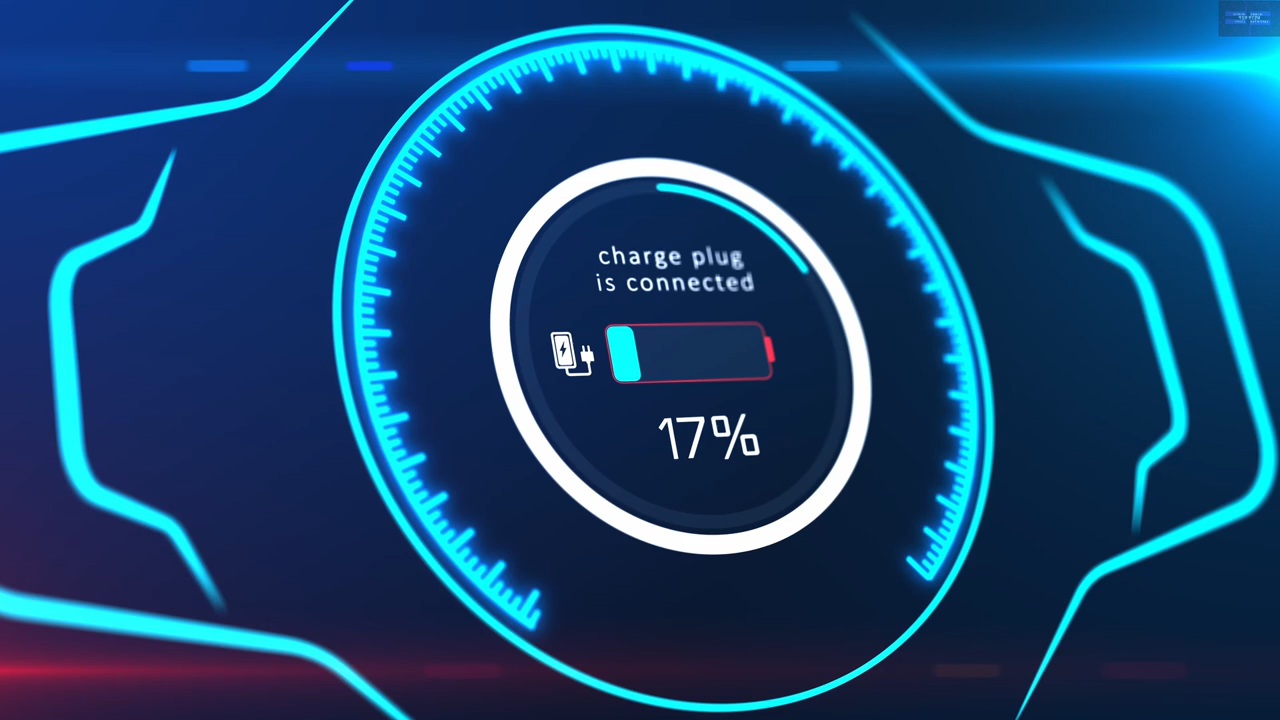 charge plug
is connected
17%